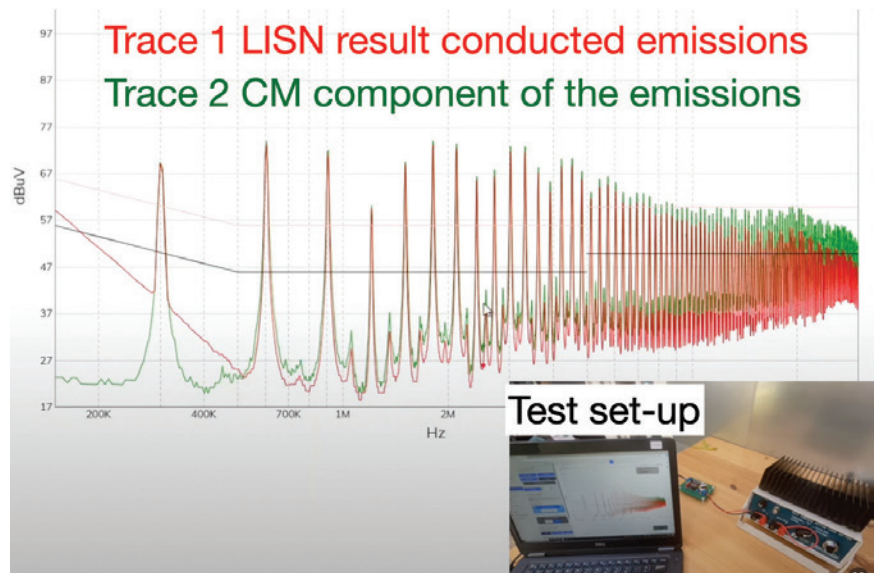 Trace 1 LISN result conducted emissions
Trace 2 CM component of the emissions
97
87
77
67
57
47
37
27
17
dBuV
200K 400K 700K 1M 2M
Hz
Test set-up
DELL